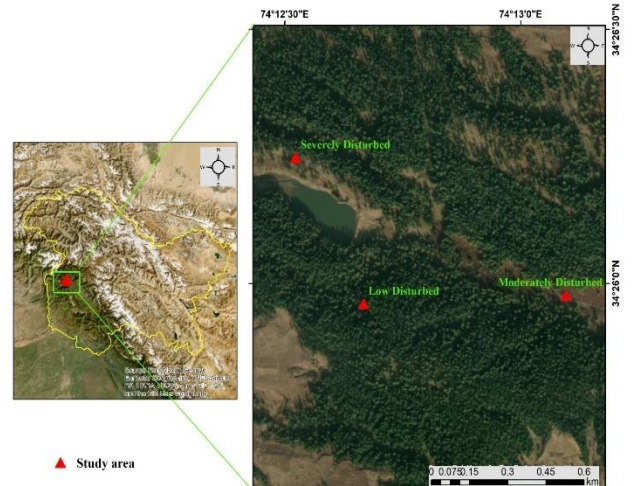 74°12'30"E
74°13'0"E
34°26'30"N
N
W
E
S
Severely Disturbed
N
W
E
S
Low Disturbed
Moderately Disturbed
34°26'0"N
Study area
0 0.075 0.15 0.3 0.45 0.6
km